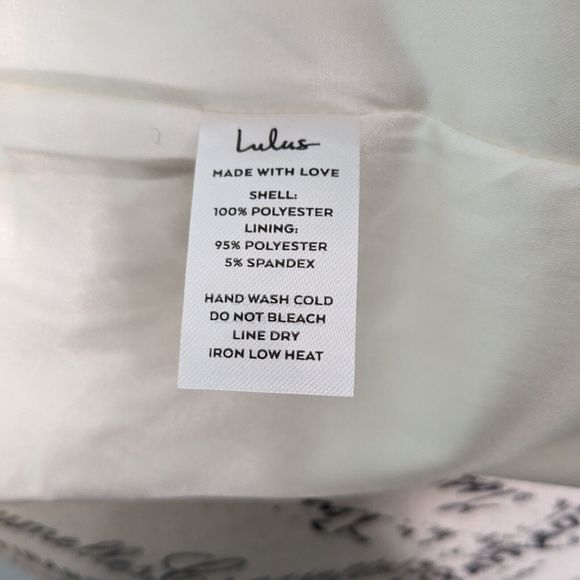 Lulus
MADE WITH LOVE
SHELL:
100% POLYESTER
LINING:
95% POLYESTER
5% SPANDEX
HAND WASH COLD
DO NOT BLEACH
LINE DRY
IRON LOW HEAT